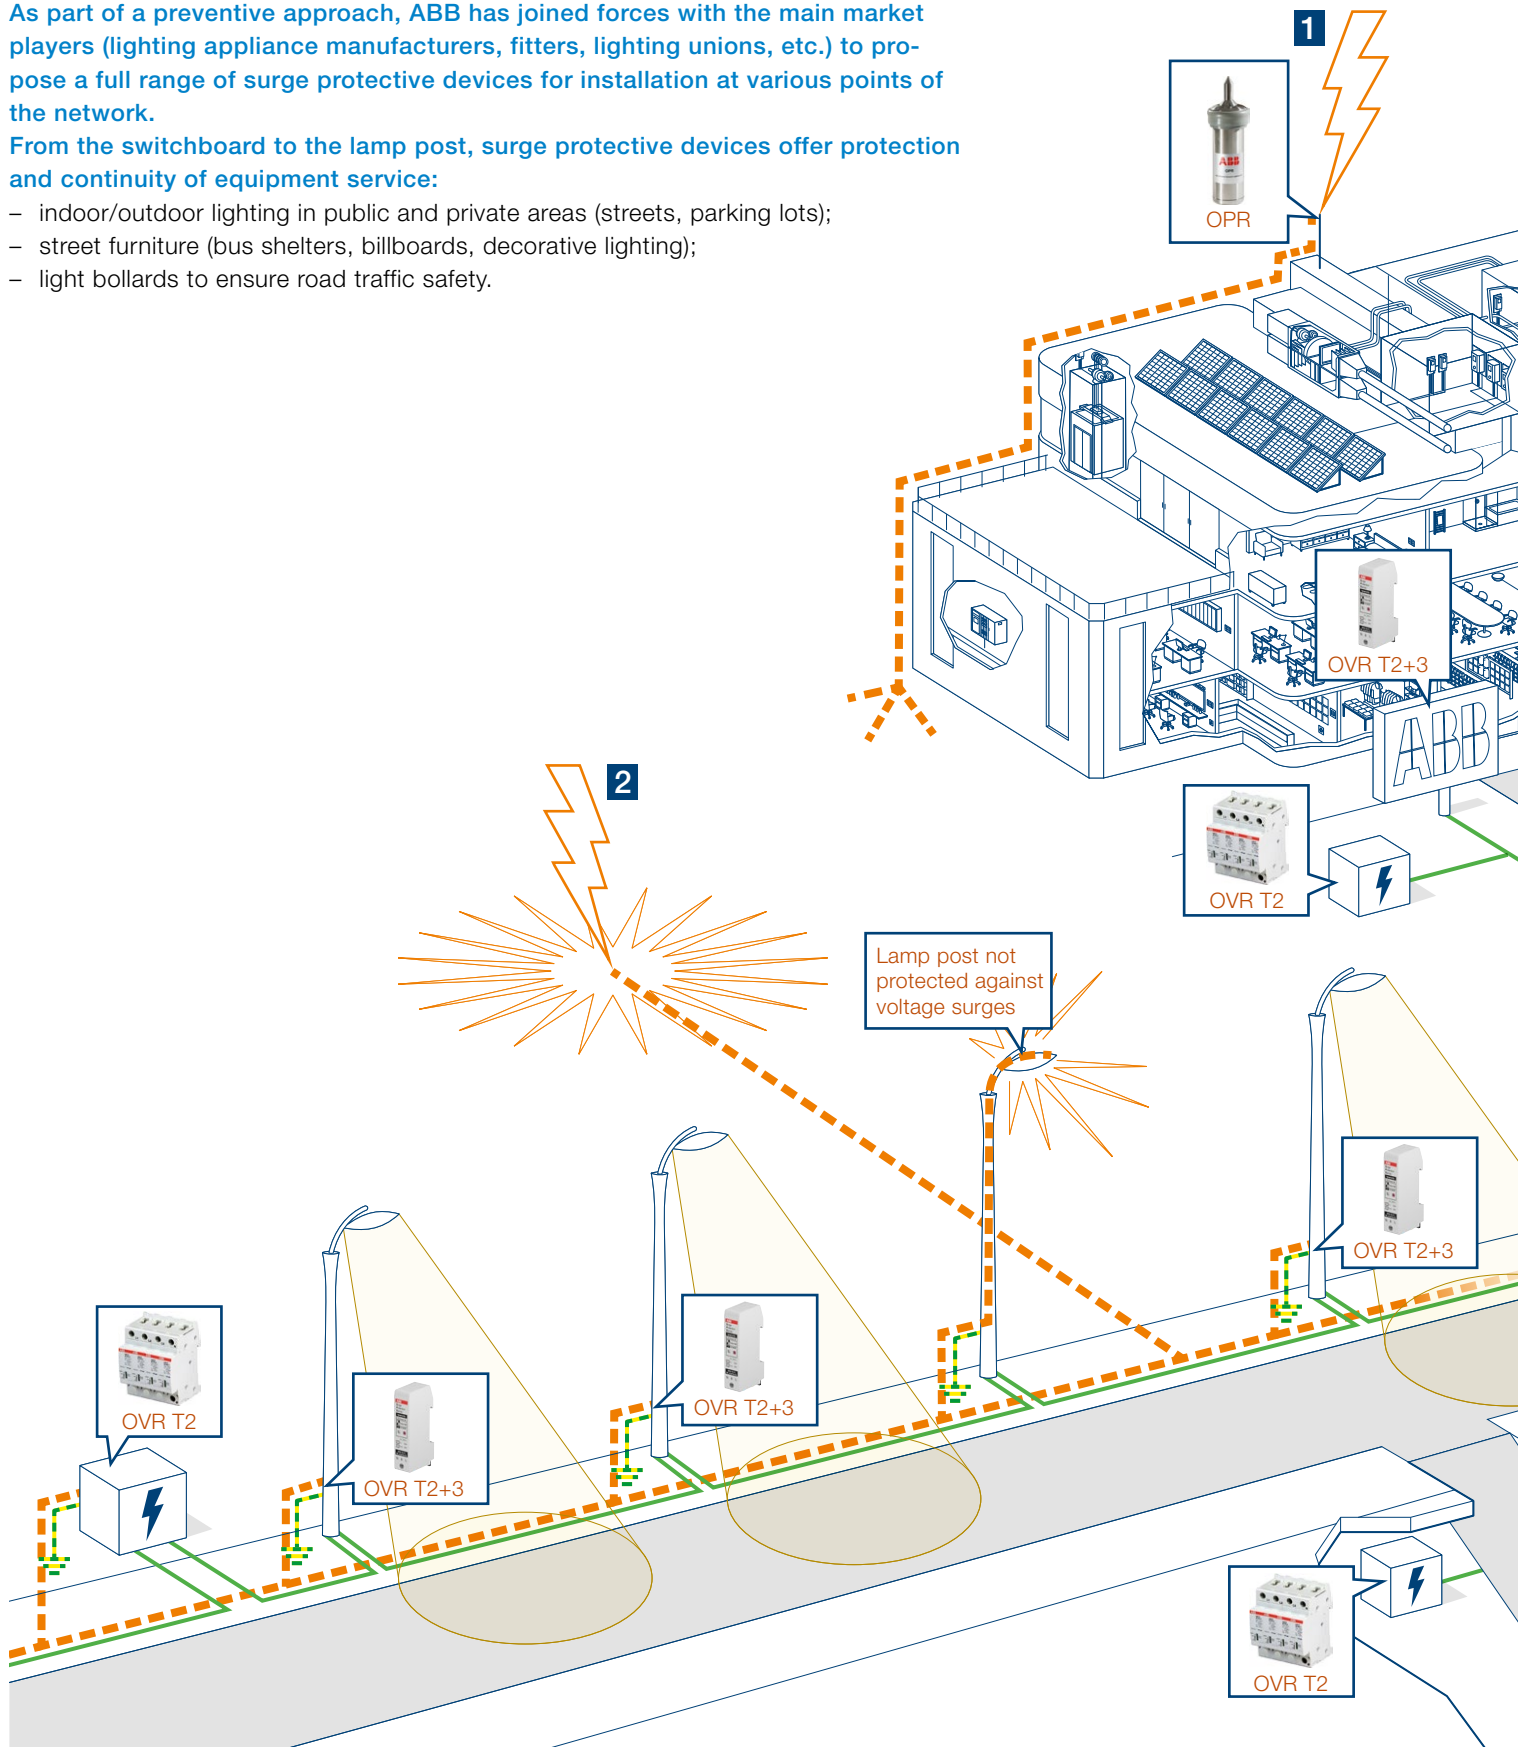 As part of a preventive approach, ABB has joined forces with the main market
players (lighting appliance manufacturers, fitters, lighting unions, etc.) to pro-
pose a full range of surge protective devices for installation at various points of
the network.
From the switchboard to the lamp post, surge protective devices offer protection
and continuity of equipment service:
– indoor/outdoor lighting in public and private areas (streets, parking lots);
– street furniture (bus shelters, billboards, decorative lighting);
– light bollards to ensure road traffic safety.
1
ABB
OPR
OVR T2+3
ABB
2
OVR T2
Lamp post not
protected against
voltage surges
OVR T2+3
OVR T2+3
OVR T2
OVR T2+3
OVR T2